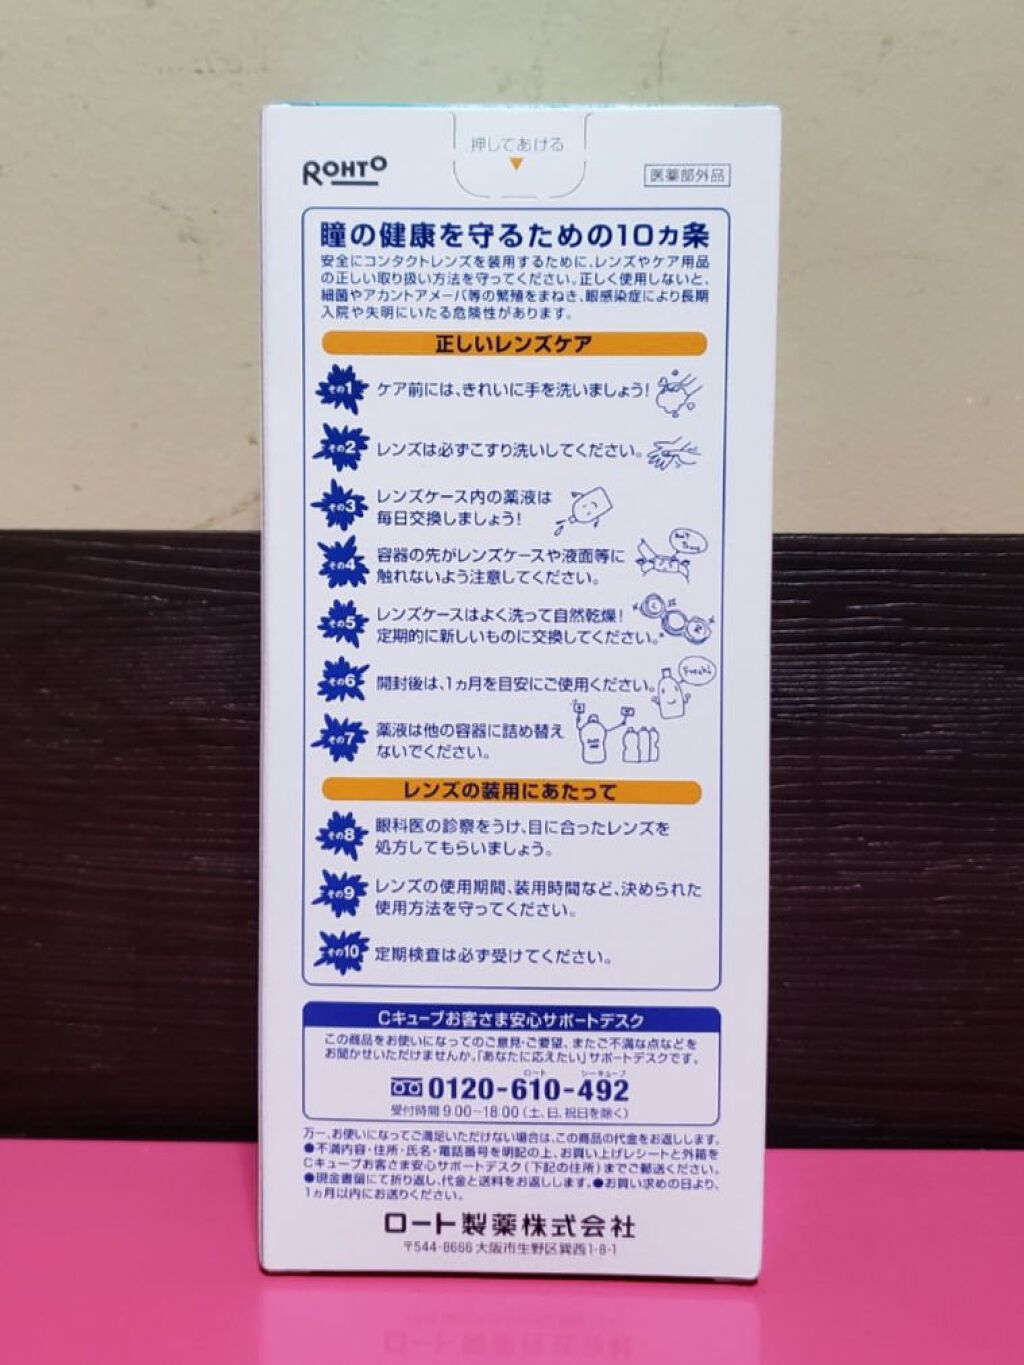 押してあける
ROHTO
医薬部外品
瞳の健康を守るための10ヵ条
安全にコンタクトレンズを装用するために、レンズやケア用品
の正しい取り扱い方法を守ってください。正しく使用しないと、
細菌やアカントアメーバ等の繁殖をまねき、眼感染症により長期
入院や失明にいたる危険性があります。
正しいレンズケア
その1 ケア前には、きれいに手を洗いましょう!
その2 レンズは必ずこすり洗いしてください。
その3 レンズケース内の薬液は
毎日交換しましょう!
その4 容器の先がレンズケースや液面等に
触れないよう注意してください。
その5 レンズケースはよく洗って自然乾燥!
定期的に新しいものに交換してください。
その6 開封後は、1ヵ月を目安にご使用ください。
その7 薬液は他の容器に詰め替え
ないでください。
レンズの装用にあたって
その8 眼科医の診察をうけ、目に合ったレンズを
処方してもらいましょう。
その9 レンズの使用期間、装用時間など、決められた
使用方法を守ってください。
その10 定期検査は必ず受けてください。
Cキューブお客さま安心サポートデスク
この商品をお使いになってのご意見・ご要望、またご不満な点などを
お聞かせいただけませんか。「あなたに応えたい」サポートデスクです。
ロート シーキューブ
0120-610-492
受付時間 9:00~18:00(土、日、祝日を除く)
万一、お使いになってご満足いただけない場合は、この商品の代金をお返しします。
●不満内容・住所・氏名・電話番号を明記の上、お買い上げレシートと外箱を
Cキューブお客さま安心サポートデスク(下記の住所)までご郵送ください。
●現金書留にて折り返し、代金と送料をお返しします。●お買い求めの日より、
1ヵ月以内にお送りください。
ロート製薬株式会社
〒544-8666 大阪市生野区巽西1-8-1